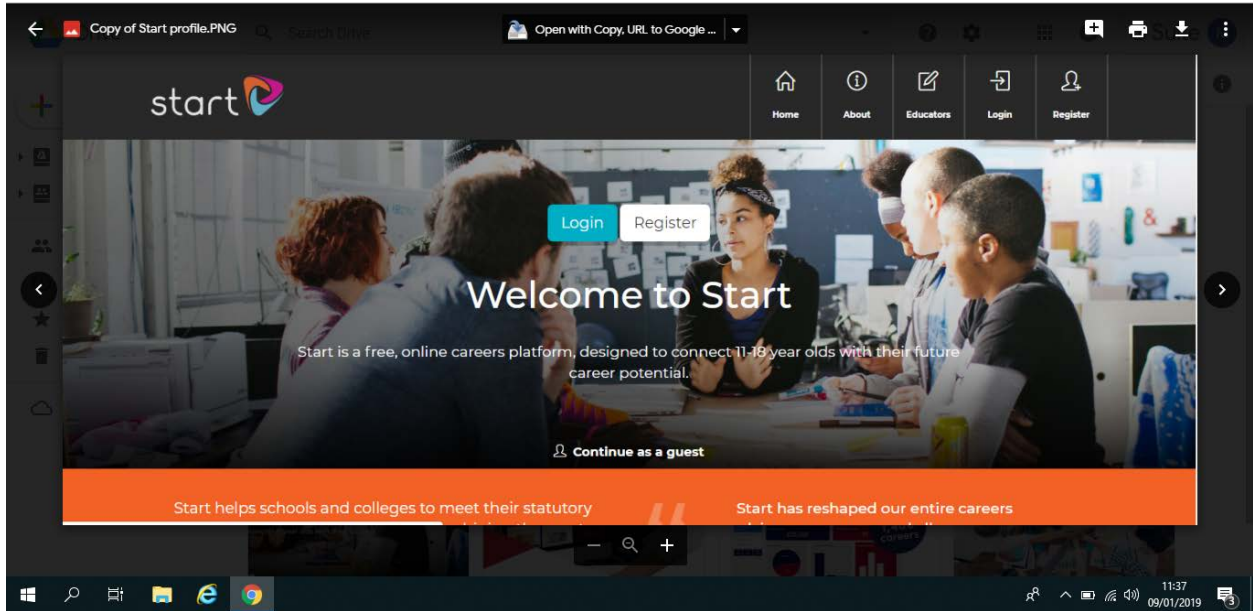 Copy of Start profile.PNG
Open with Copy, URL to Google ...
start
Home
About
Educators
Login
Register
Login
Register
Welcome to Start
Start is a free, online careers platform, designed to connect 11-18 year olds with their future
career potential.
Continue as a guest
Start helps schools and colleges to meet their statutory
Start has reshaped our entire careers
11:37
09/01/2019
3